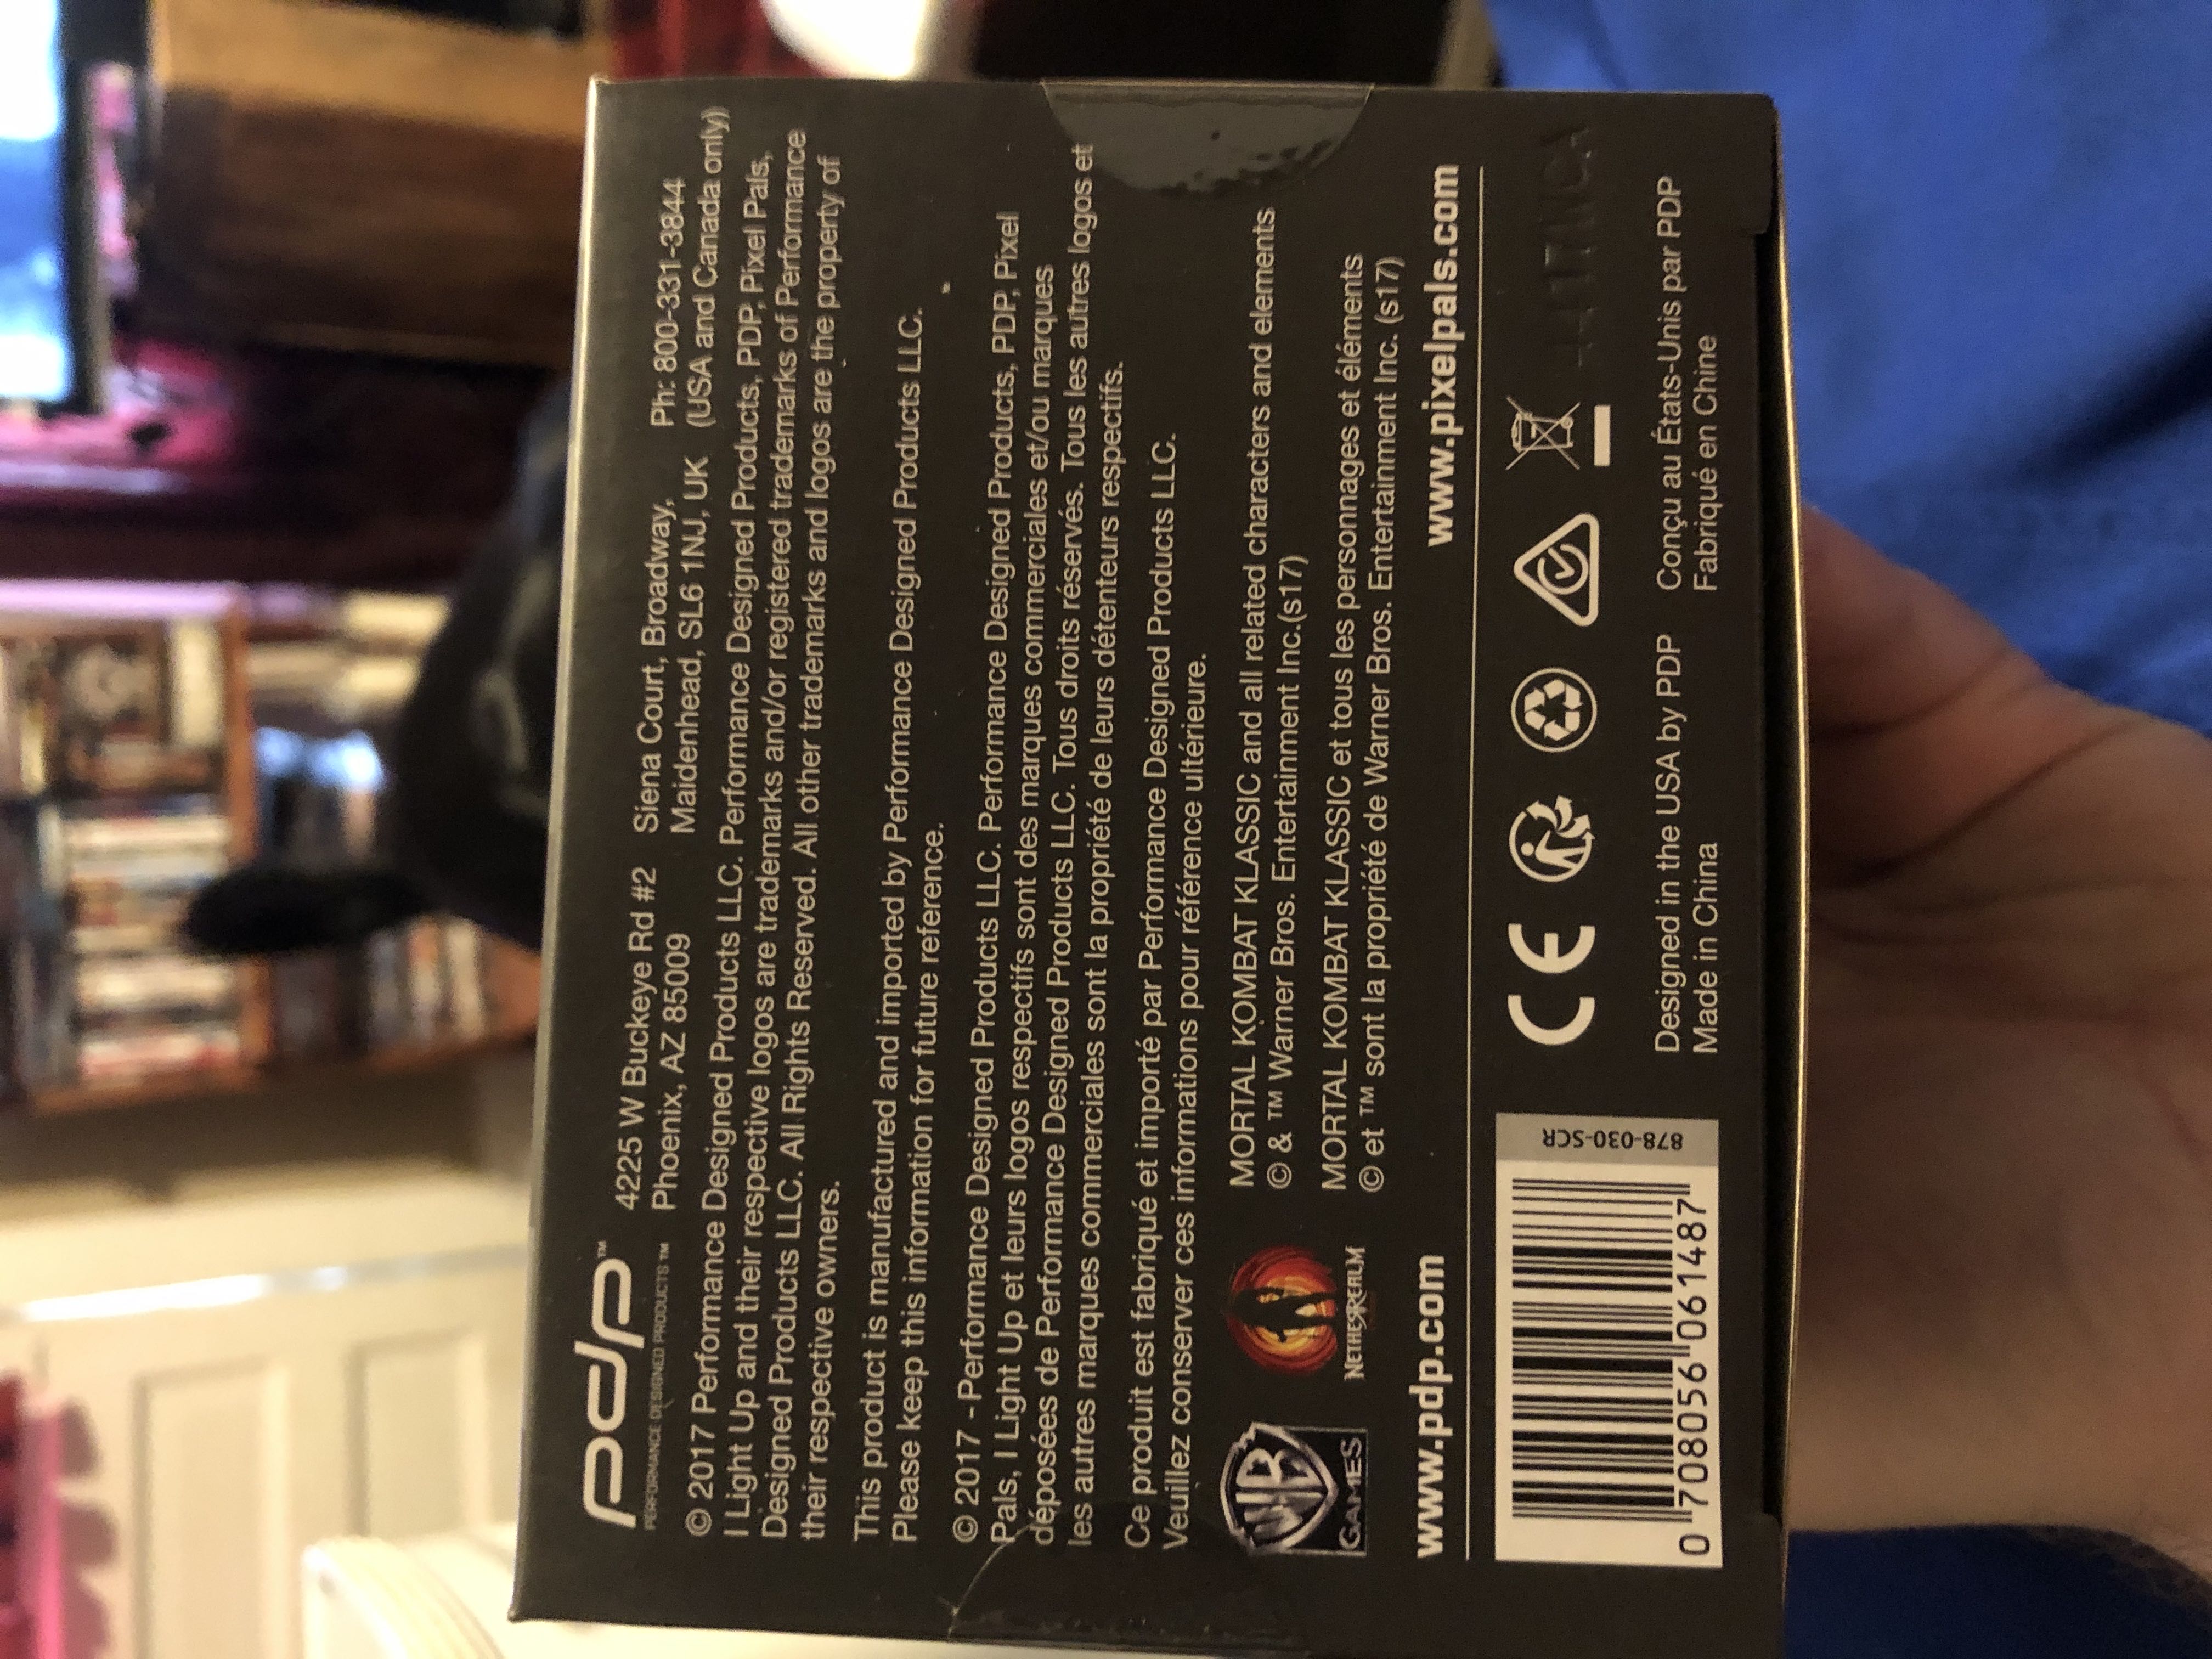 pdp™
PERFORMANCE DESIGNED PRODUCTS™
4225 W Buckeye Rd #2
Phoenix, AZ 85009
Siena Court, Broadway,
Maidenhead, SL6 1NJ, UK
Ph: 800-331-3844
(USA and Canada only)
© 2017 Performance Designed Products LLC. Performance Designed Products, PDP, Pixel Pals,
I Light Up and their respective logos are trademarks and/or registered trademarks of Performance
Designed Products LLC. All Rights Reserved. All other trademarks and logos are the property of
their respective owners.
This product is manufactured and imported by Performance Designed Products LLC.
Please keep this information for future reference.
© 2017 - Performance Designed Products LLC. Performance Designed Products, PDP, Pixel
Pals, I Light Up et leurs logos respectifs sont des marques commerciales et/ou marques
déposées de Performance Designed Products LLC. Tous droits réservés. Tous les autres logos et
les autres marques commerciales sont la propriété de leurs détenteurs respectifs.
Ce produit est fabriqué et importé par Performance Designed Products LLC.
Veuillez conserver ces informations pour référence ultérieure.
WB
GAMES
NETHERREALM
MORTAL KOMBAT KLASSIC and all related characters and elements
© & ™ Warner Bros. Entertainment Inc.(s17)
MORTAL KOMBAT KLASSIC et tous les personnages et éléments
© et ™ sont la propriété de Warner Bros. Entertainment Inc. (s17)
www.pdp.com
www.pixelpals.com
0 708056 061487
878-030-SCR
CE
Designed in the USA by PDP
Made in China
Conçu au États-Unis par PDP
Fabriqué en Chine